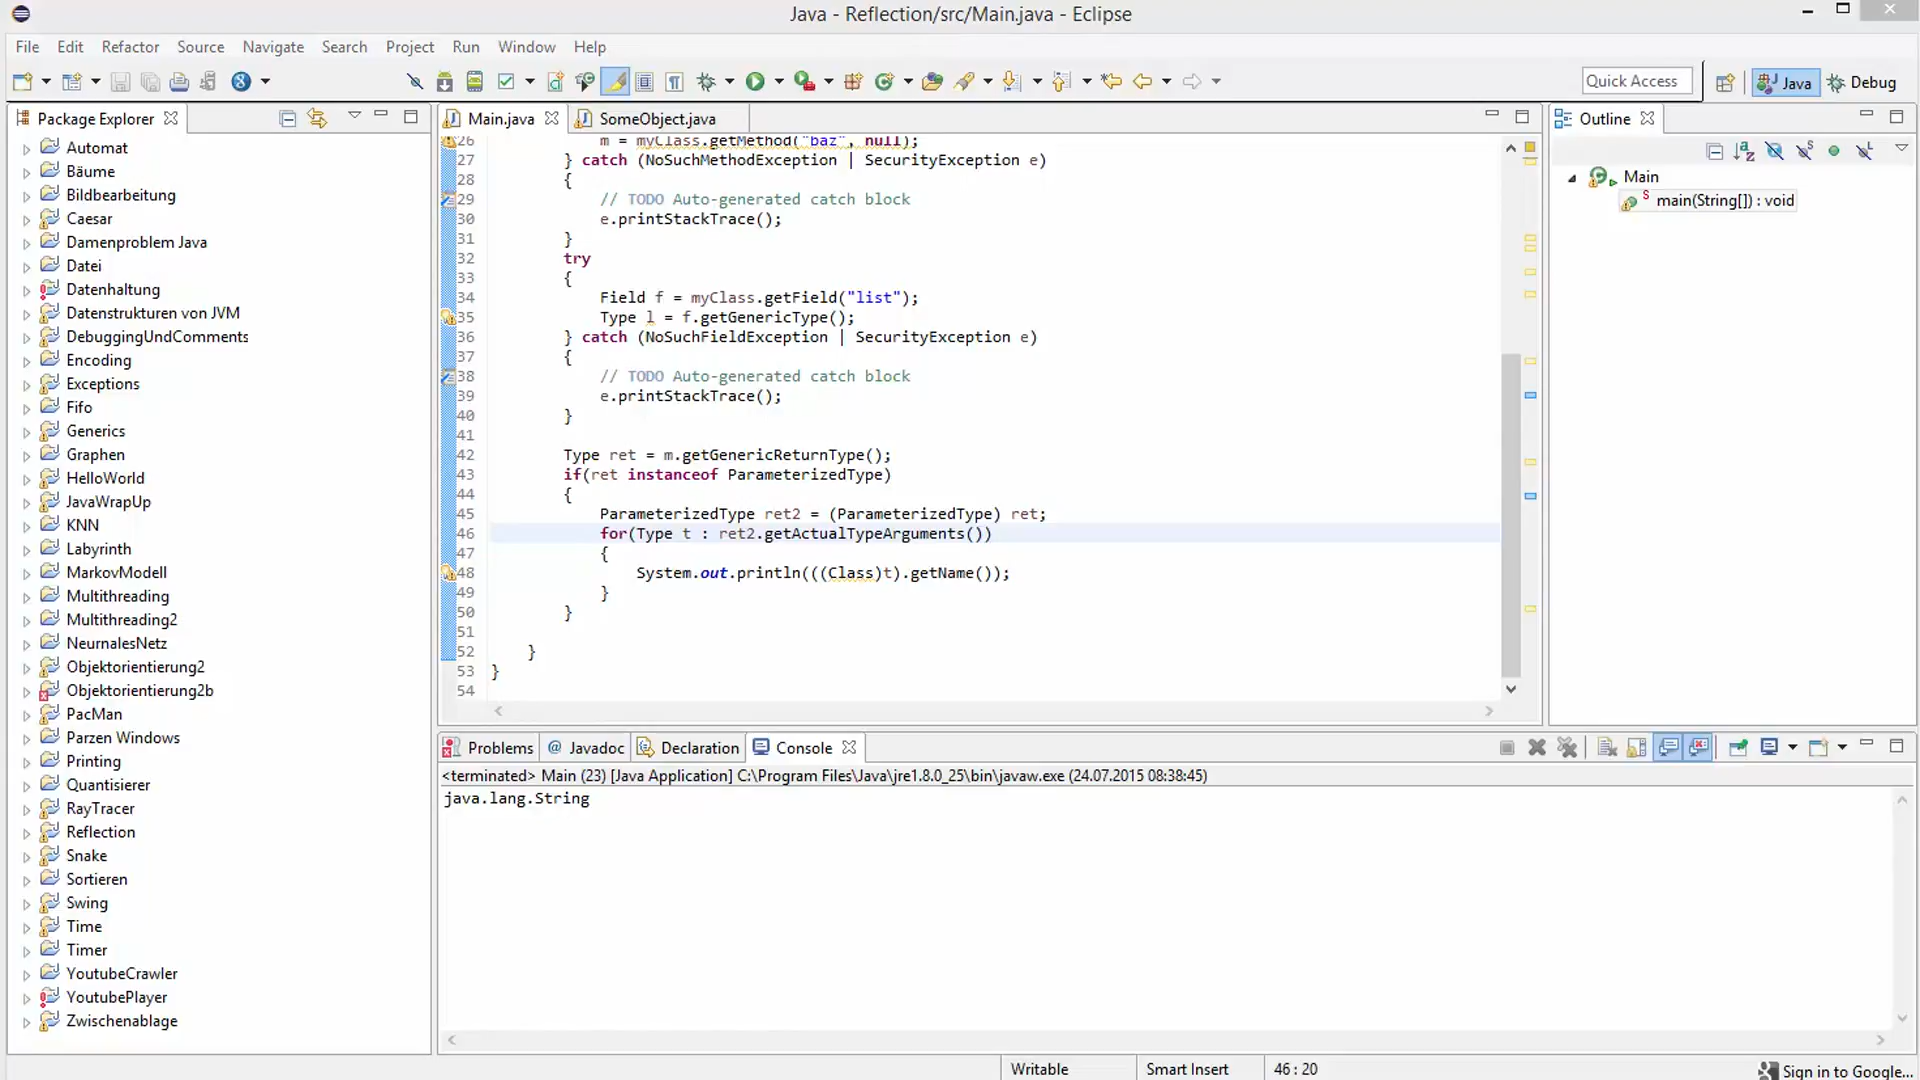 Java - Reflection/src/Main.java - Eclipse
File Edit Refactor Source Navigate Search Project Run Window Help
Quick Access
Java
Debug
Package Explorer
Automat
Bäume
Bildbearbeitung
Caesar
Damenproblem Java
Datei
Datenhaltung
Datenstrukturen von JVM
DebuggingUndComments
Encoding
Exceptions
Fifo
Generics
Graphen
HelloWorld
JavaWrapUp
KNN
Labyrinth
MarkovModell
Multithreading
Multithreading2
NeurnalesNetz
Objektorientierung2
Objektorientierung2b
PacMan
Parzen Windows
Printing
Quantisierer
RayTracer
Reflection
Snake
Sortieren
Swing
Time
Timer
YoutubeCrawler
YoutubePlayer
Zwischenablage
Main.java
SomeObject.java
26 m = myClass.getMethod("baz", null);
27 } catch (NoSuchMethodException | SecurityException e)
28 {
29 // TODO Auto-generated catch block
30 e.printStackTrace();
31 }
32 try
33 {
34 Field f = myClass.getField("list");
35 Type l = f.getGenericType();
36 } catch (NoSuchFieldException | SecurityException e)
37 {
38 // TODO Auto-generated catch block
39 e.printStackTrace();
40 }
41
42 Type ret = m.getGenericReturnType();
43 if(ret instanceof ParameterizedType)
44 {
45 ParameterizedType ret2 = (ParameterizedType) ret;
46 for(Type t : ret2.getActualTypeArguments())
47 {
48 System.out.println(((Class)t).getName());
49 }
50 }
51
52 }
53 }
54
Outline
Main
main(String[]) : void
Problems @ Javadoc Declaration Console
<terminated> Main (23) [Java Application] C:\Program Files\Java\jre1.8.0_25\bin\javaw.exe (24.07.2015 08:38:45)
java.lang.String
Writable Smart Insert 46 : 20
Sign in to Google...